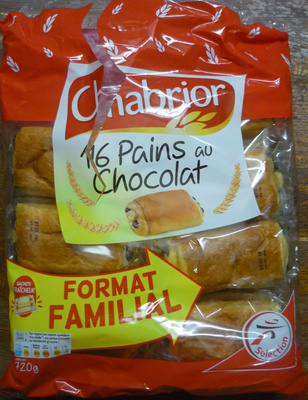 Chabrior
16 Pains au
Chocolat
FORMAT
FAMILIAL
Sélection
720g